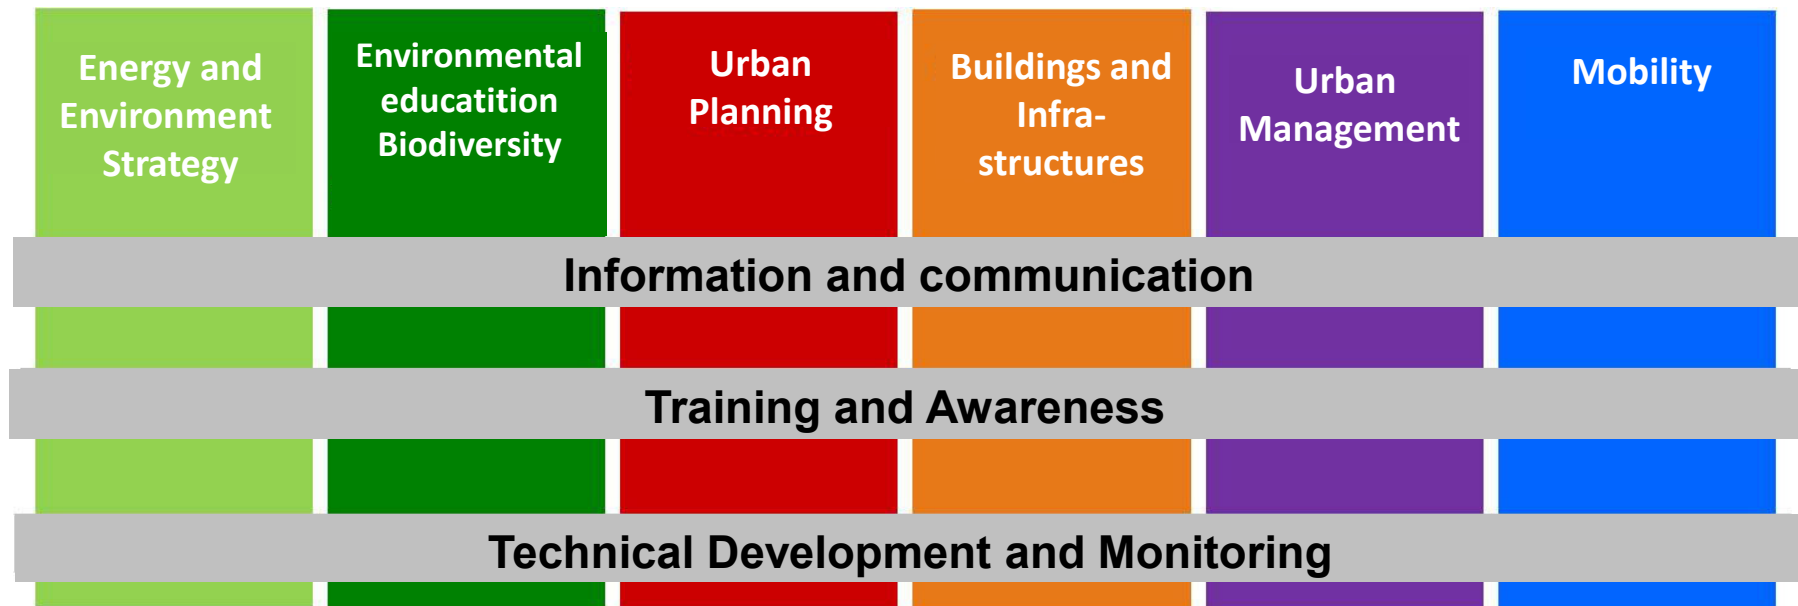 Energy and
Environment
Strategy
Environmental
educatition
Biodiversity
Urban
Planning
Buildings and
Infra-
structures
Urban
Management
Mobility
Information and communication
Training and Awareness
Technical Development and Monitoring